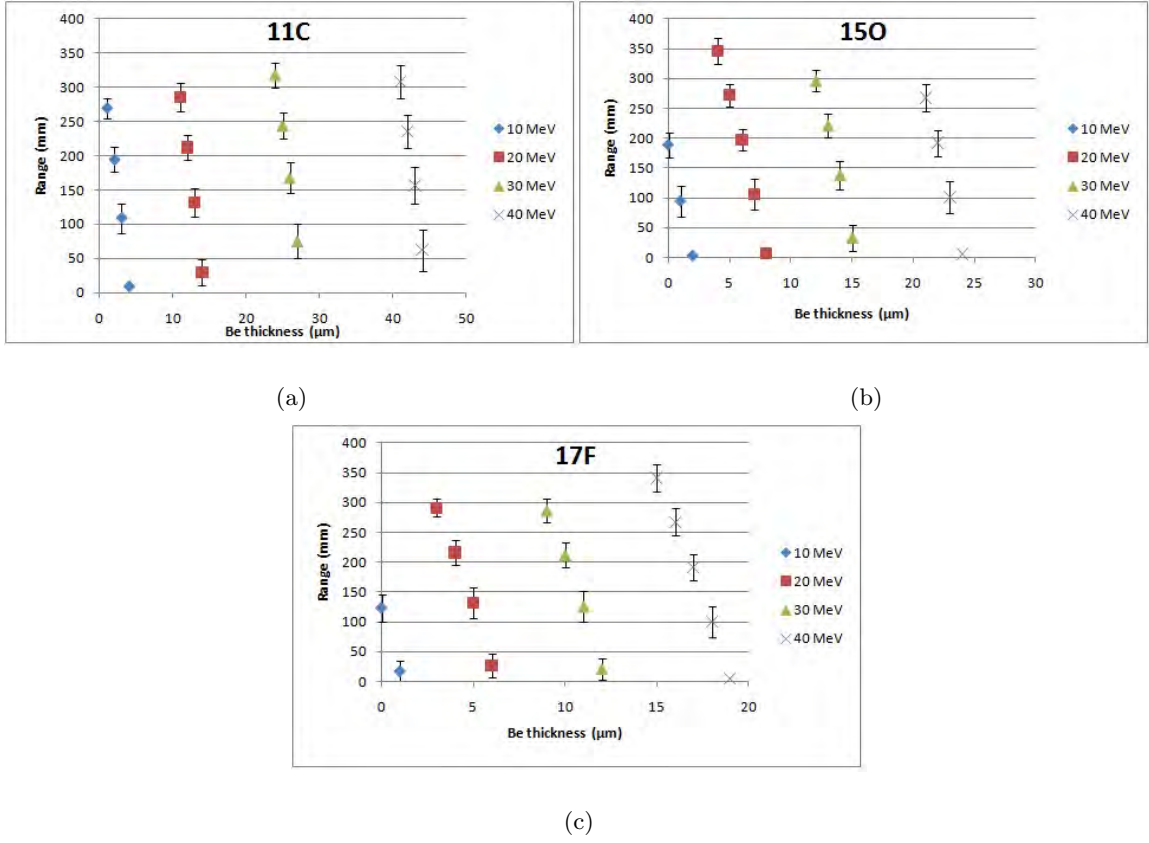 11C
400
350
300
250
200
150
100
50
0
Range (mm)
0 10 20 30 40 50
Be thickness (µm)
10 MeV
20 MeV
30 MeV
40 MeV
15O
400
350
300
250
200
150
100
50
0
Range (mm)
0 5 10 15 20 25 30
Be thickness (µm)
10 MeV
20 MeV
30 MeV
40 MeV
(a) (b)
17F
400
350
300
250
200
150
100
50
0
Range (mm)
0 5 10 15 20
Be thickness (µm)
10 MeV
20 MeV
30 MeV
40 MeV
(c)